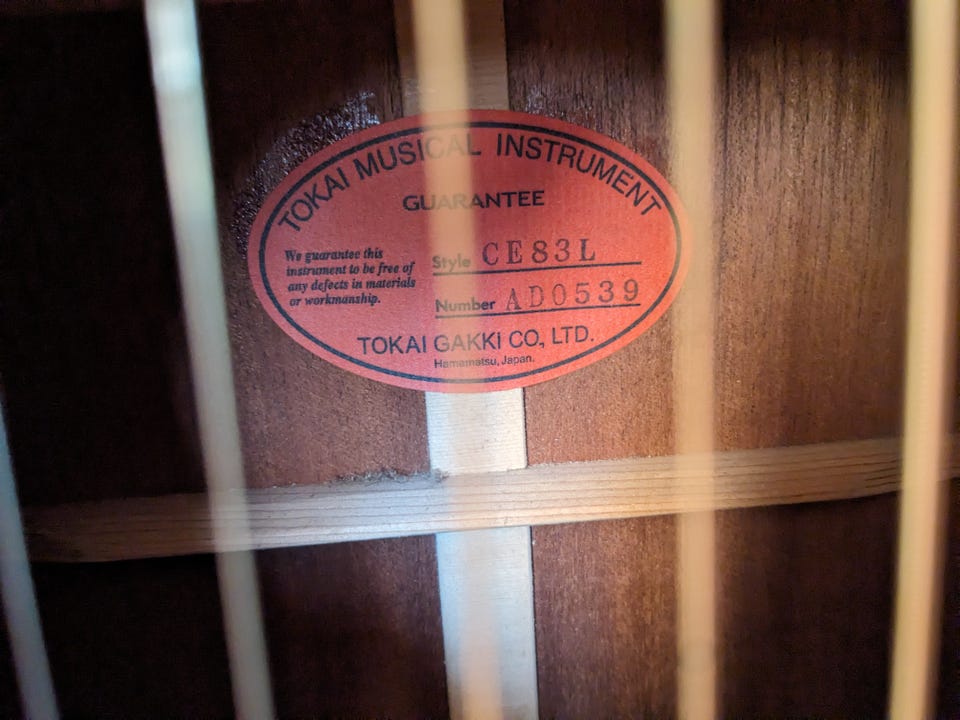 TOKAI MUSICAL INSTRUMENT
GUARANTEE
We guarantee this
instrument to be free of
any defects in materials
or workmanship.
Style CE83L
Number AD0539
TOKAI GAKKI CO, LTD.
Hamamatsu, Japan.